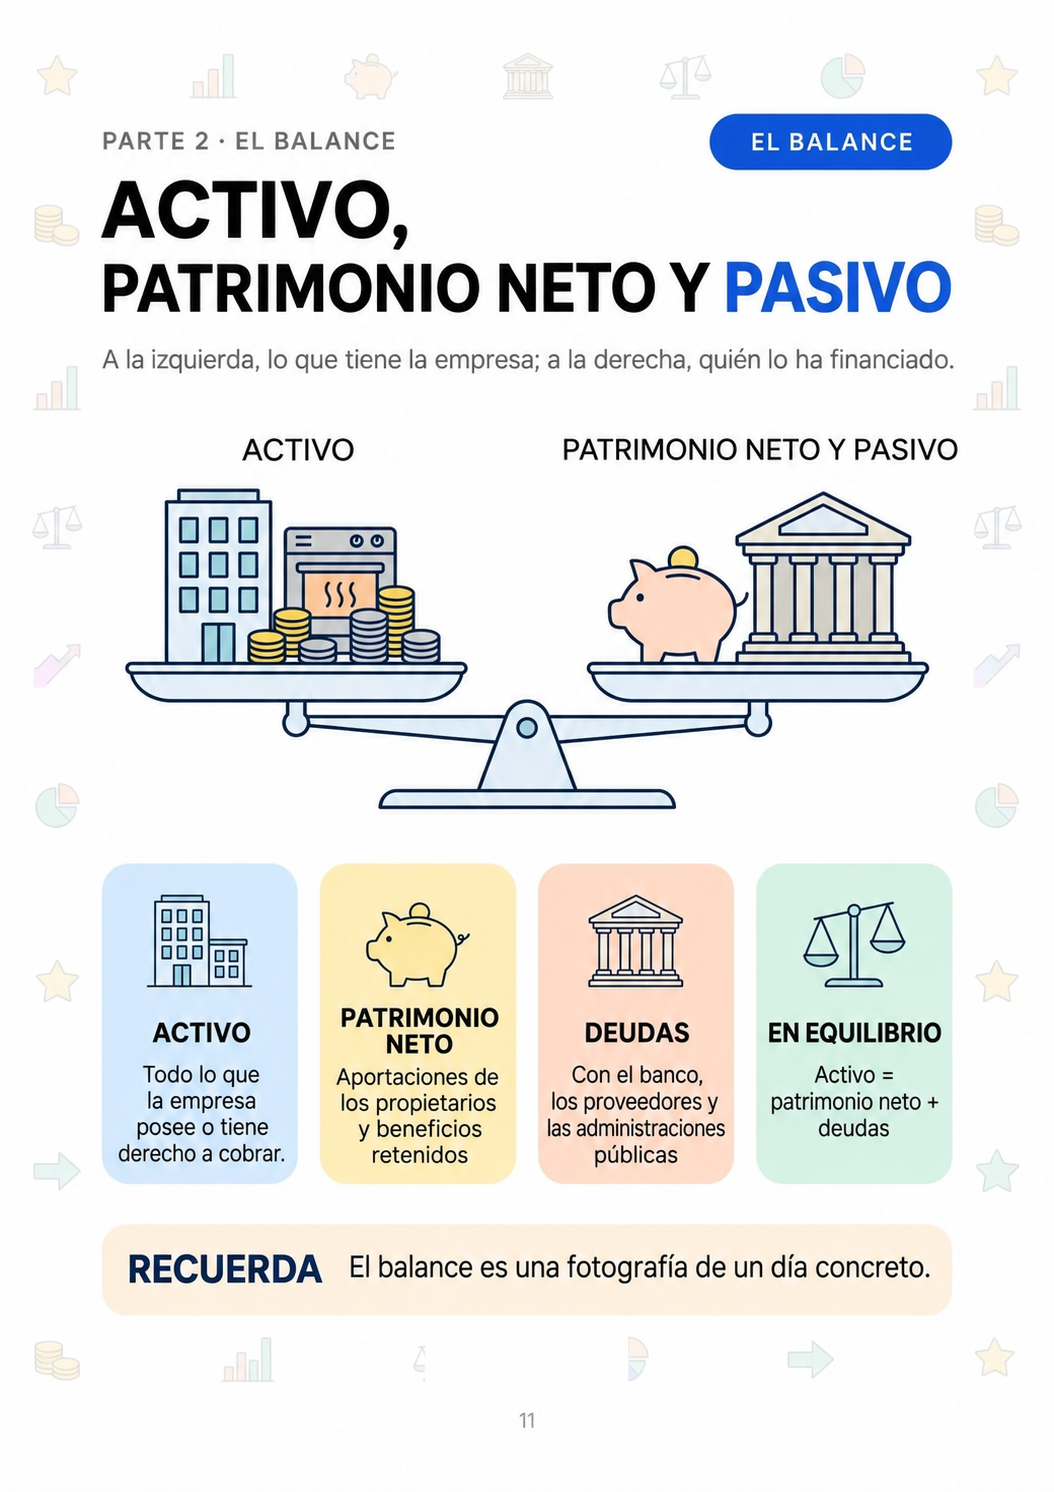 PARTE 2 · EL BALANCE
EL BALANCE
ACTIVO,
PATRIMONIO NETO Y PASIVO
A la izquierda, lo que tiene la empresa; a la derecha, quién lo ha financiado.
ACTIVO
PATRIMONIO NETO Y PASIVO
ACTIVO
Todo lo que
la empresa
posee o tiene
derecho a cobrar.
PATRIMONIO
NETO
Aportaciones de
los propietarios
y beneficios
retenidos
DEUDAS
Con el banco,
los proveedores y
las administraciones
públicas
EN EQUILIBRIO
Activo =
patrimonio neto +
deudas
RECUERDA El balance es una fotografía de un día concreto.
11